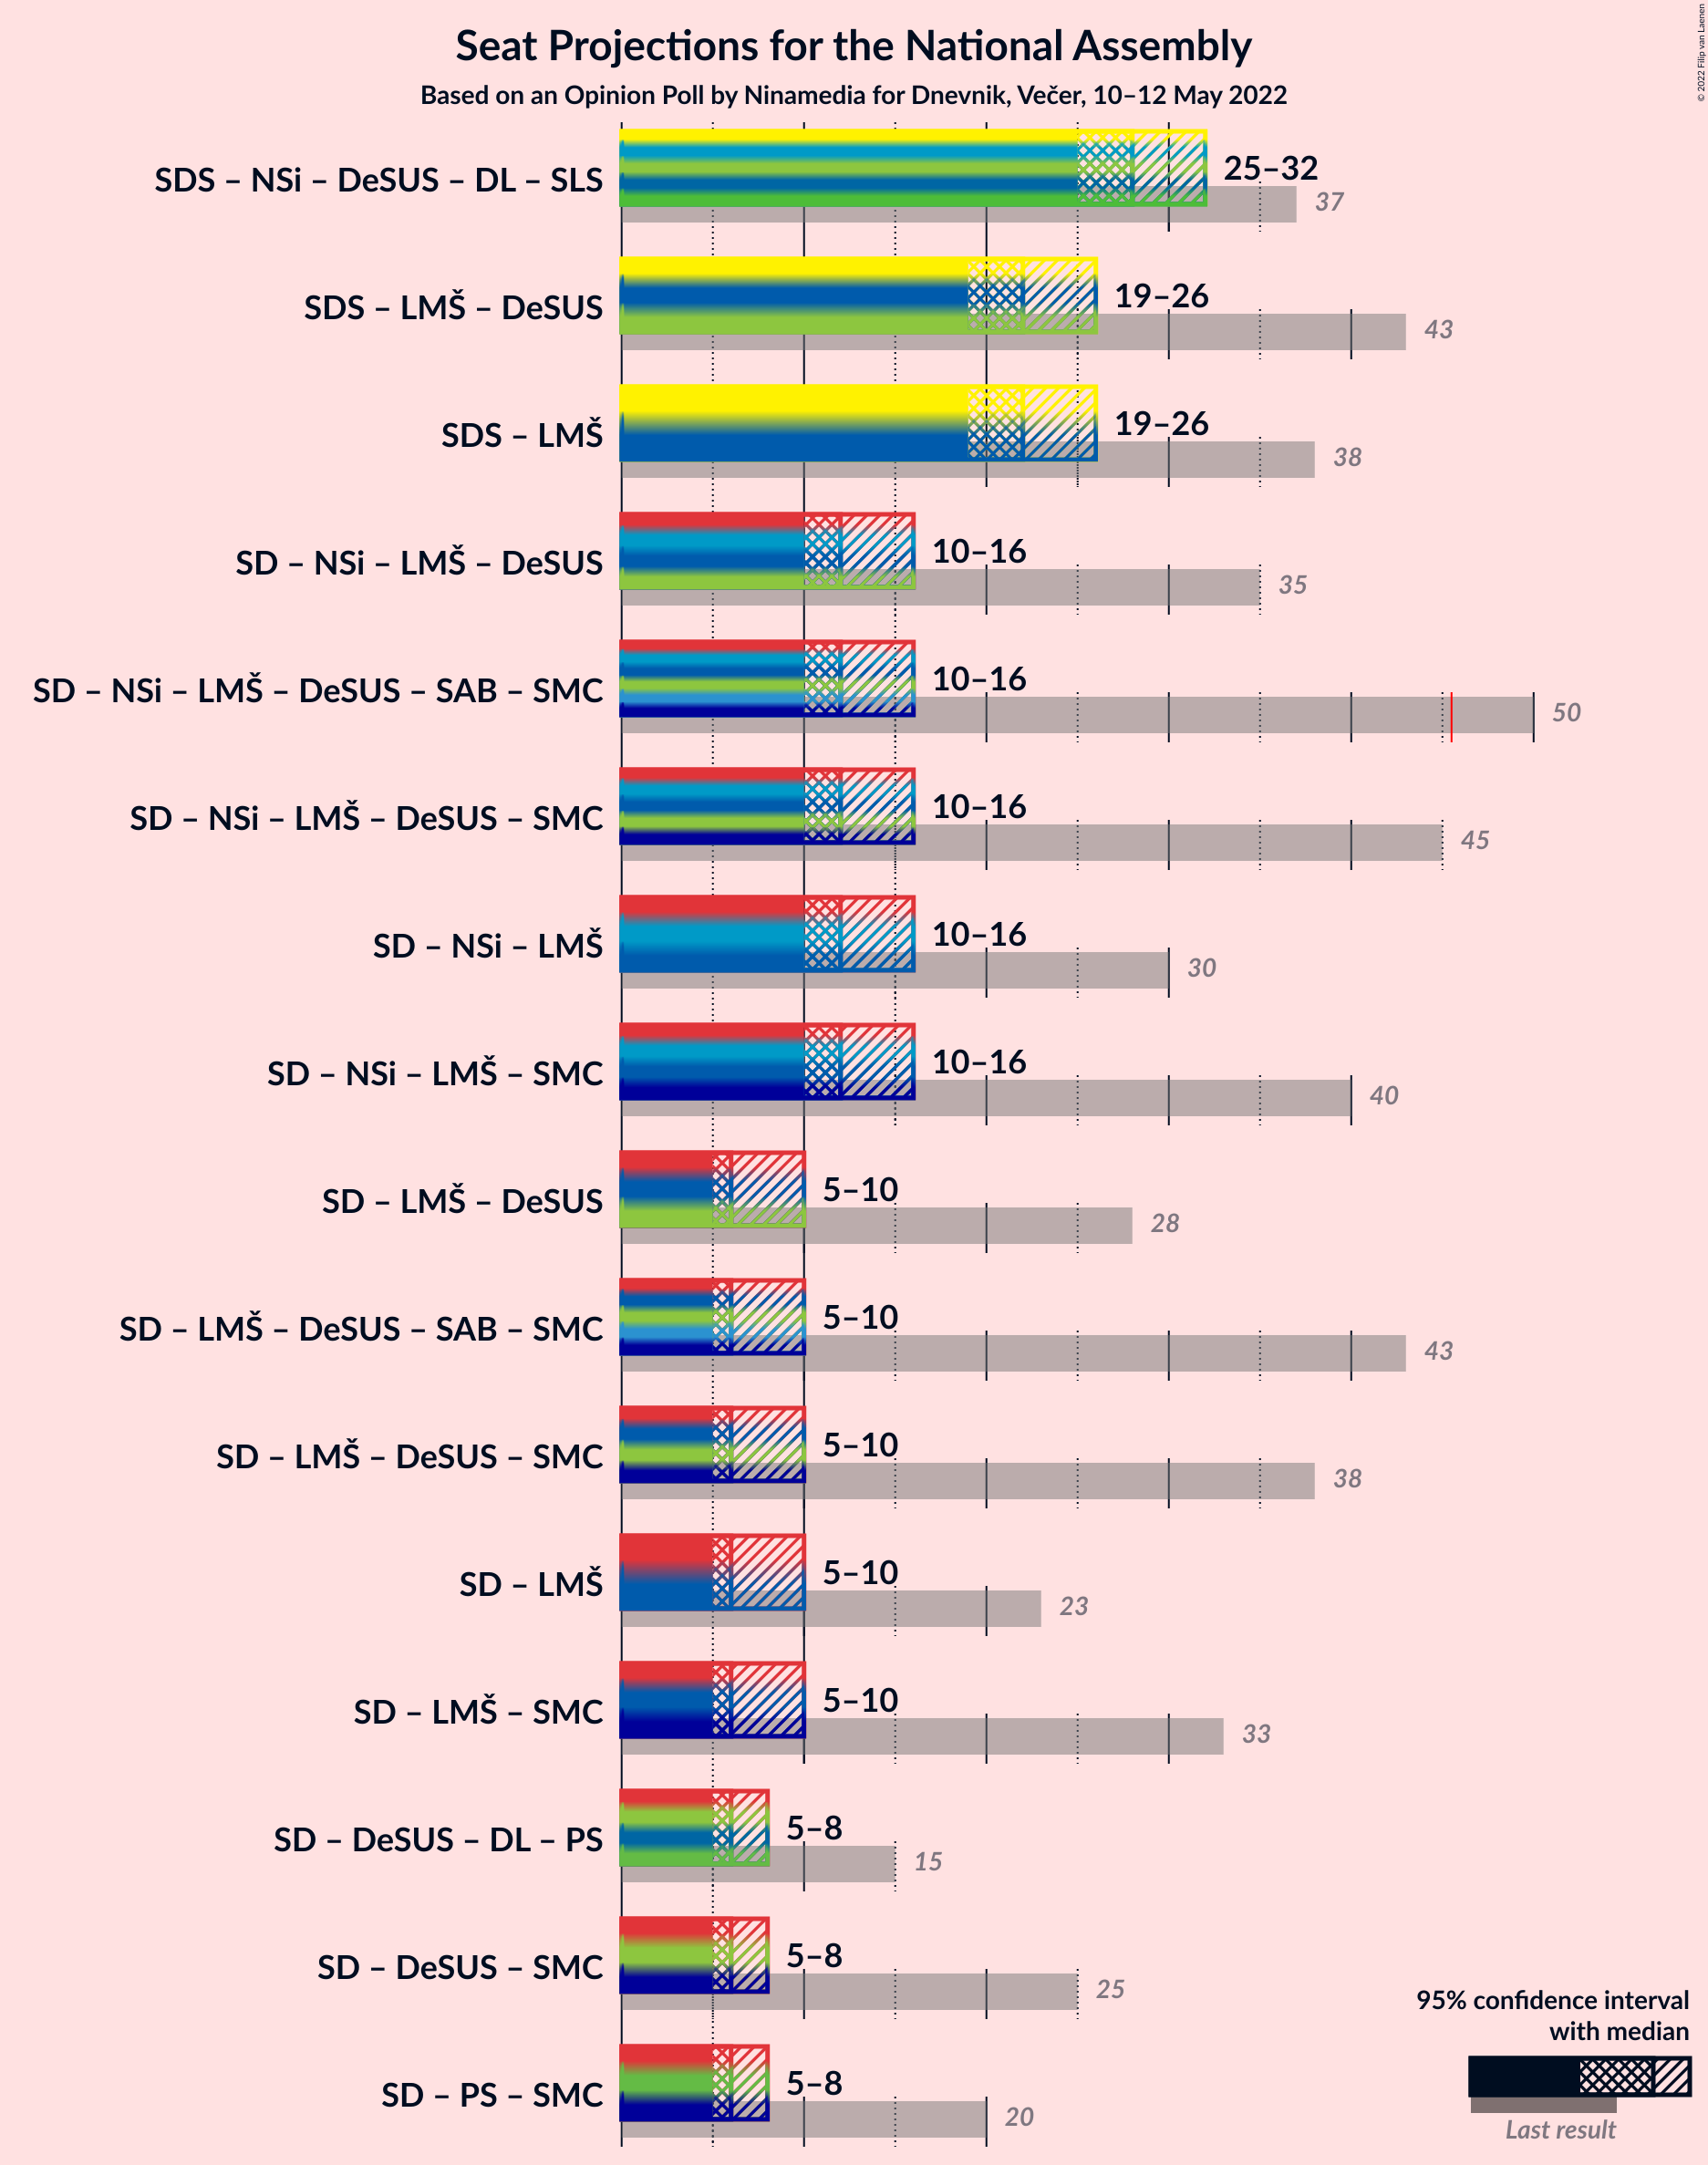 Seat Projections for the National Assembly
Based on an Opinion Poll by Ninamedia for Dnevnik, Večer, 10–12 May 2022
© 2022 Filip van Laenen
SDS – NSi – DeSUS – DL – SLS
25–32
37
SDS – LMŠ – DeSUS
19–26
43
SDS – LMŠ
19–26
38
SD – NSi – LMŠ – DeSUS
10–16
35
SD – NSi – LMŠ – DeSUS – SAB – SMC
10–16
50
SD – NSi – LMŠ – DeSUS – SMC
10–16
45
SD – NSi – LMŠ
10–16
30
SD – NSi – LMŠ – SMC
10–16
40
SD – LMŠ – DeSUS
5–10
28
SD – LMŠ – DeSUS – SAB – SMC
5–10
43
SD – LMŠ – DeSUS – SMC
5–10
38
SD – LMŠ
5–10
23
SD – LMŠ – SMC
5–10
33
SD – DeSUS – DL – PS
5–8
15
SD – DeSUS – SMC
5–8
25
SD – PS – SMC
5–8
20
95% confidence interval
with median
Last result